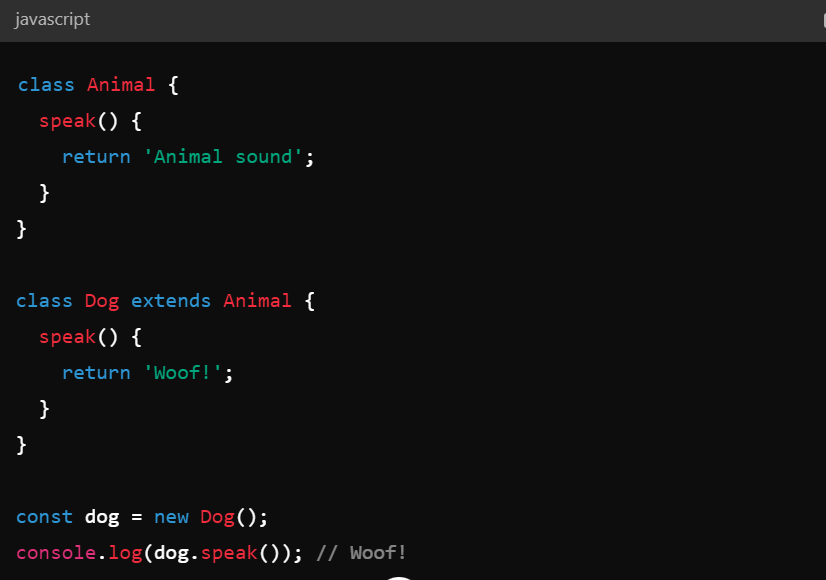 javascript
class Animal {
  speak() {
    return 'Animal sound';
  }
}
class Dog extends Animal {
  speak() {
    return 'Woof!';
  }
}
const dog = new Dog();
console.log(dog.speak()); // Woof!